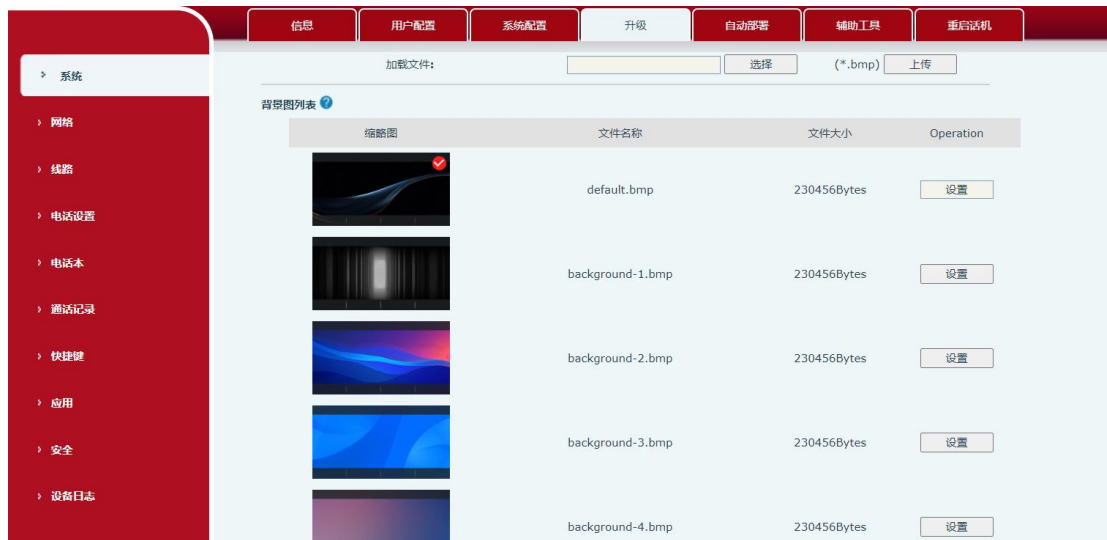 信息 用户配置 系统配置 升级 自动部署 辅助工具 重启话机
系统
网络
线路
电话设置
电话本
通话记录
快捷键
应用
安全
设备日志
加载文件: 选择 (*.bmp) 上传
背景图列表
缩略图 文件名称 文件大小 Operation
default.bmp 230456Bytes 设置
background-1.bmp 230456Bytes 设置
background-2.bmp 230456Bytes 设置
background-3.bmp 230456Bytes 设置
background-4.bmp 230456Bytes 设置